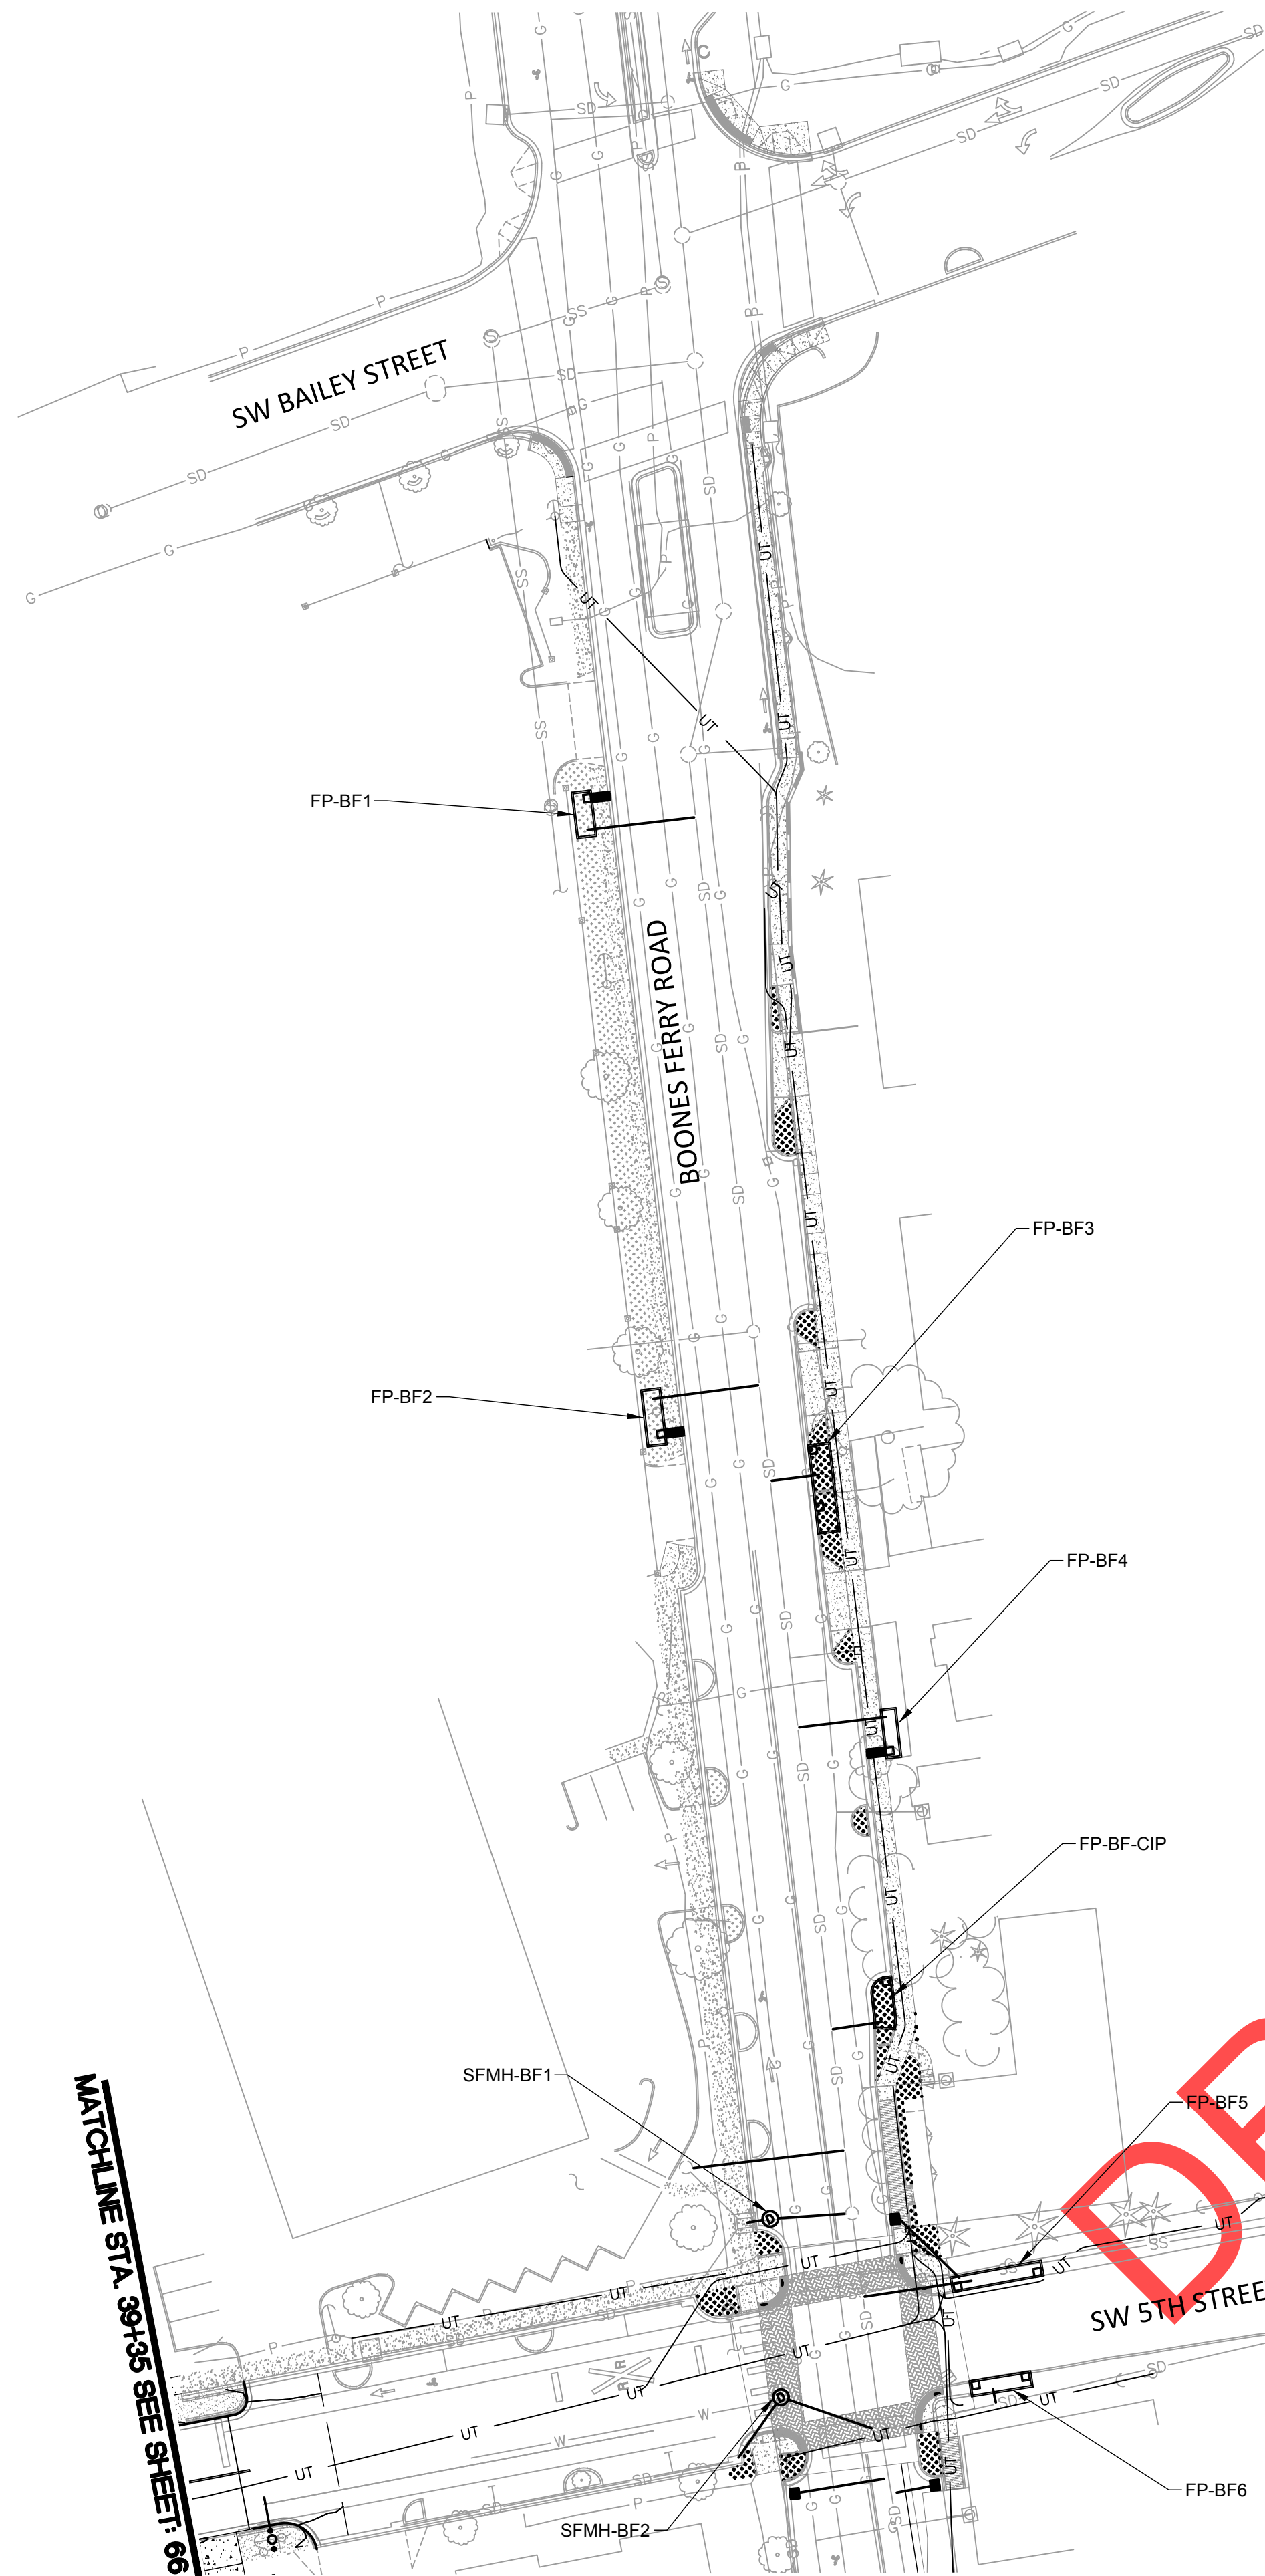 SW BAILEY STREET
FP-BF1
BOONES FERRY ROAD
FP-BF3
FP-BF2
FP-BF4
FP-BF-CIP
SFMH-BF1
FP-BF5
MATCHLINE STA. 39+35 SEE SHEET: 66
SW 5TH STREE
FP-BF6
SFMH-BF2